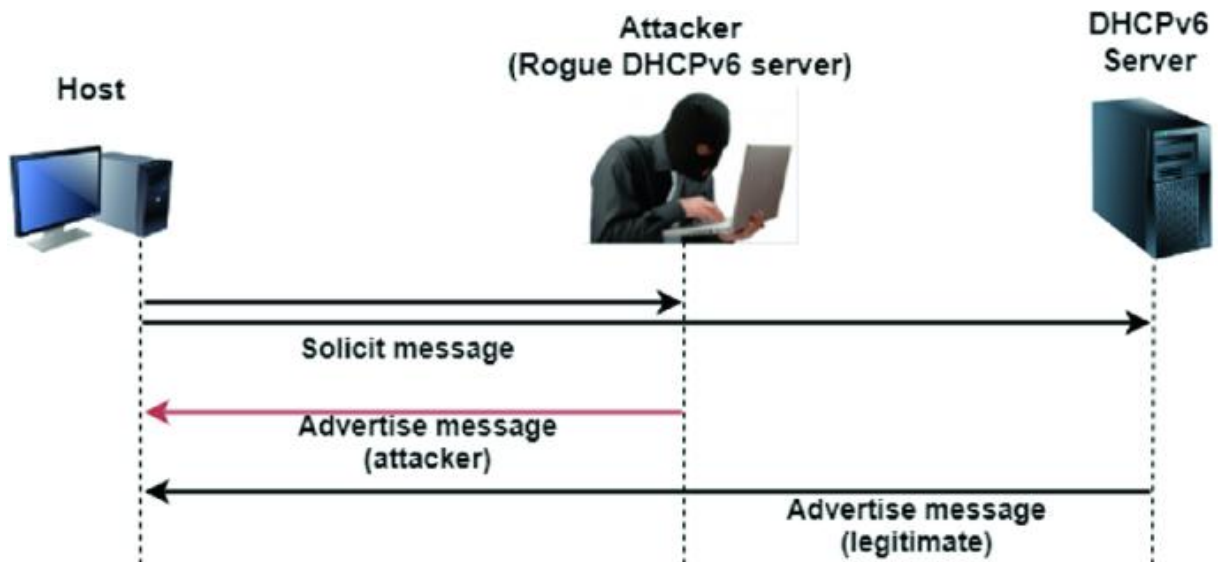 Host
Attacker
(Rogue DHCPv6 server)
DHCPv6
Server
Solicit message
Advertise message
(attacker)
Advertise message
(legitimate)